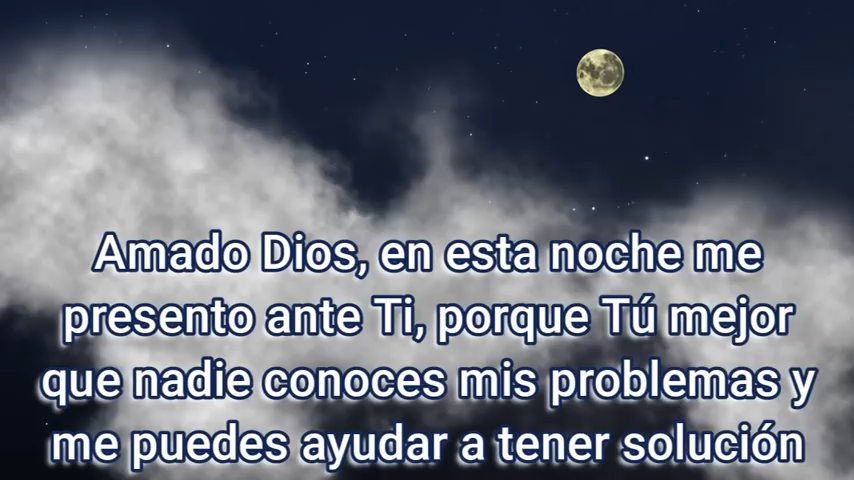 Amado Dios, en esta noche me
presento ante Ti, porque Tú mejor
que nadie conoces mis problemas y
me puedes ayudar a tener solución